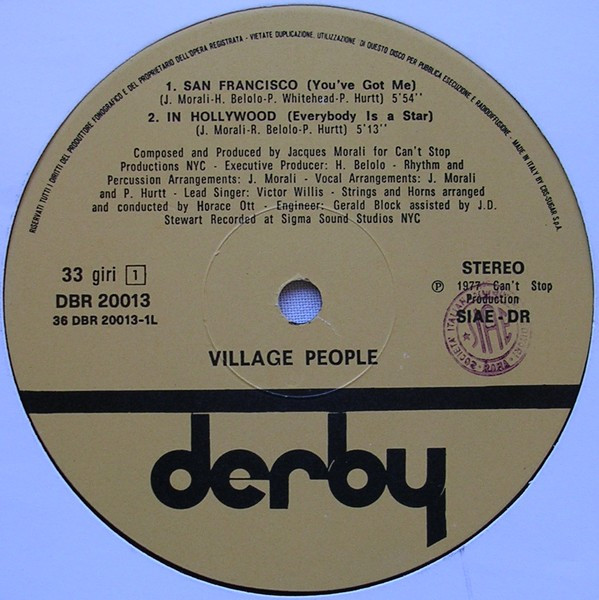 RISERVATI TUTTI I DIRITTI DEL PRODUTTORE FONOGRAFICO E DEL PROPRIETARIO DELL'OPERA REGISTRATA - VIETATE DUPLICAZIONE, UTILIZZAZIONE DI QUESTO DISCO PER PUBBLICA ESECUZIONE E RADIODIFFUSIONE - MADE IN ITALY BY CBS-SUGAR S.p.A.
1. SAN FRANCISCO (You've Got Me)
(J. Morali-H. Belolo-P. Whitehead-P. Hurtt) 5'54''
2. IN HOLLYWOOD (Everybody Is a Star)
(J. Morali-R. Belolo-P. Hurtt) 5'13''
Composed and Produced by Jacques Morali for Can't Stop
Productions NYC - Executive Producer: H. Belolo - Rhythm and
Percussion Arrangements: J. Morali - Vocal Arrangements: J. Morali
and P. Hurtt - Lead Singer: Victor Willis - Strings and Horns arranged
and conducted by Horace Ott - Engineer: Gerald Block assisted by J.D.
Stewart Recorded at Sigma Sound Studios NYC
33 giri 1
DBR 20013
36 DBR 20013-1L
STEREO
℗ 1977 Can't Stop
Production
SIAE - DR
SOCIETA ITALIANA
SIAE
ROMA
VILLAGE PEOPLE
derby